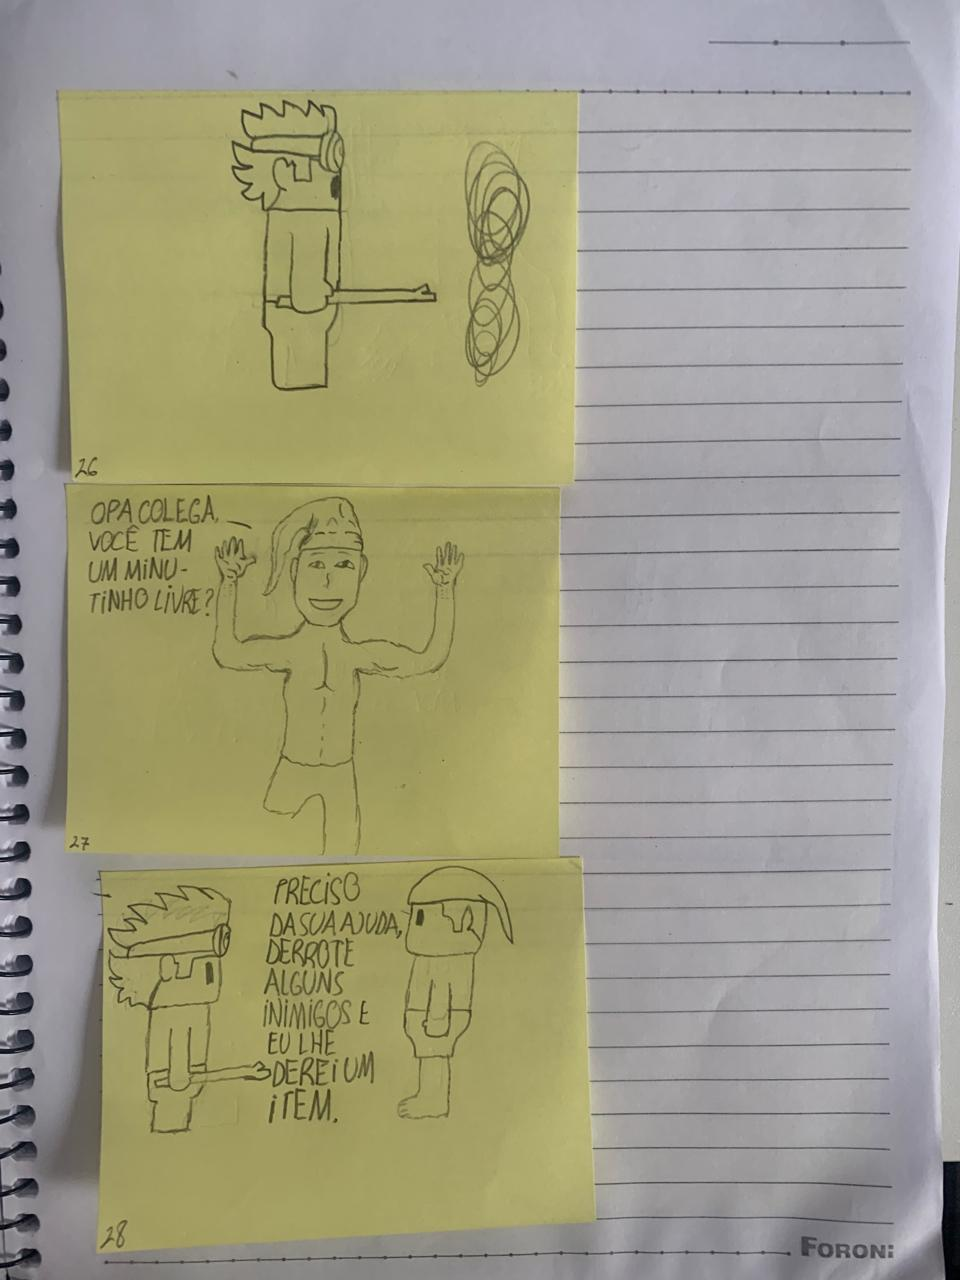 26
OPA COLEGA,
VOCÊ TEM
UM MINU-
TINHO LIVRE?
27
PRECISO
DA SUA AJUDA,
DERROTE
ALGUNS
INIMIGOS E
EU LHE
DEREI UM
ITEM.
28
FORONI